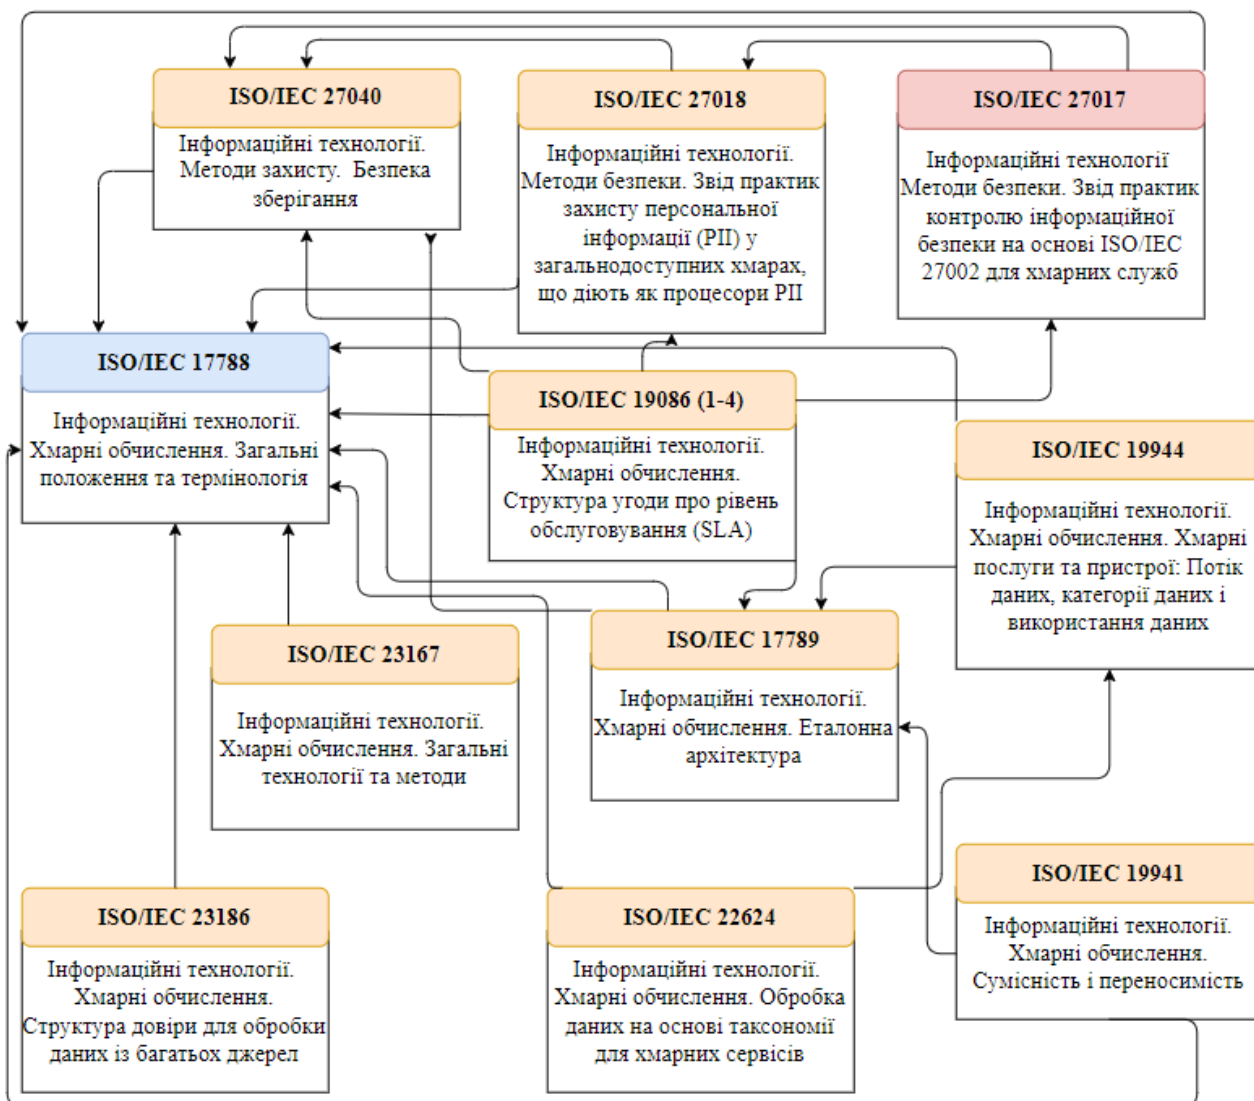 ISO/IEC 27040
Інформаційні технології.
Методи захисту. Безпека
зберігання
ISO/IEC 27018
Інформаційні технології.
Методи безпеки. Звід практик
захисту персональної
інформації (PII) у
загальнодоступних хмарах,
що діють як процесори PII
ISO/IEC 27017
Інформаційні технології
Методи безпеки. Звід практик
контролю інформаційної
безпеки на основі ISO/IEC
27002 для хмарних служб
ISO/IEC 17788
Інформаційні технології.
Хмарні обчислення. Загальні
положення та термінологія
ISO/IEC 19086 (1-4)
Інформаційні технології.
Хмарні обчислення.
Структура угоди про рівень
обслуговування (SLA)
ISO/IEC 19944
Інформаційні технології.
Хмарні обчислення. Хмарні
послуги та пристрої: Потік
даних, категорії даних і
використання даних
ISO/IEC 23167
Інформаційні технології.
Хмарні обчислення. Загальні
технології та методи
ISO/IEC 17789
Інформаційні технології.
Хмарні обчислення. Еталонна
архітектура
ISO/IEC 23186
Інформаційні технології.
Хмарні обчислення.
Структура довіри для обробки
даних із багатьох джерел
ISO/IEC 22624
Інформаційні технології.
Хмарні обчислення. Обробка
даних на основі таксономії
для хмарних сервісів
ISO/IEC 19941
Інформаційні технології.
Хмарні обчислення.
Сумісність і переносимість